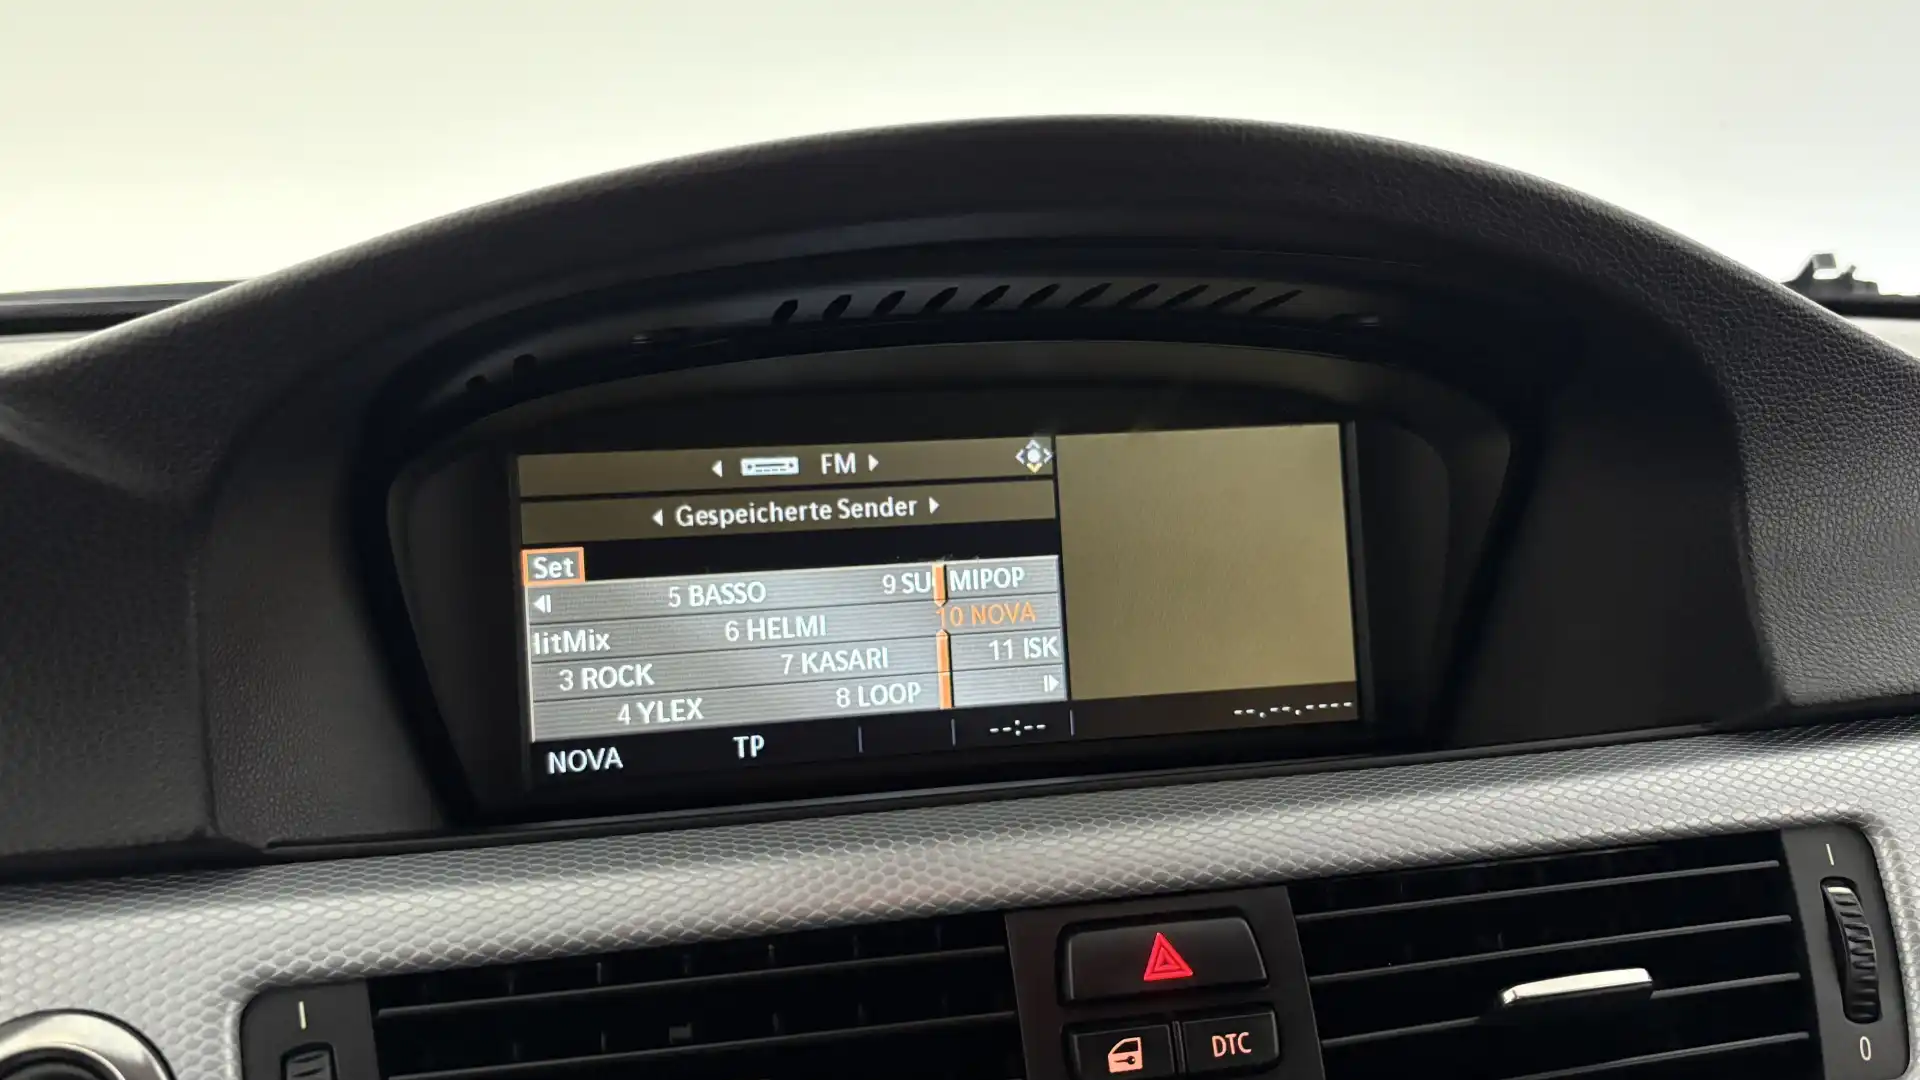 FM
Gespeicherte Sender
Set
5 BASSO 9 SU MIPOP
litMix 6 HELMI 10 NOVA
3 ROCK 7 KASARI 11 ISK
4 YLEX 8 LOOP
NOVA TP --:-- --.--.----
DTC
I
I
0